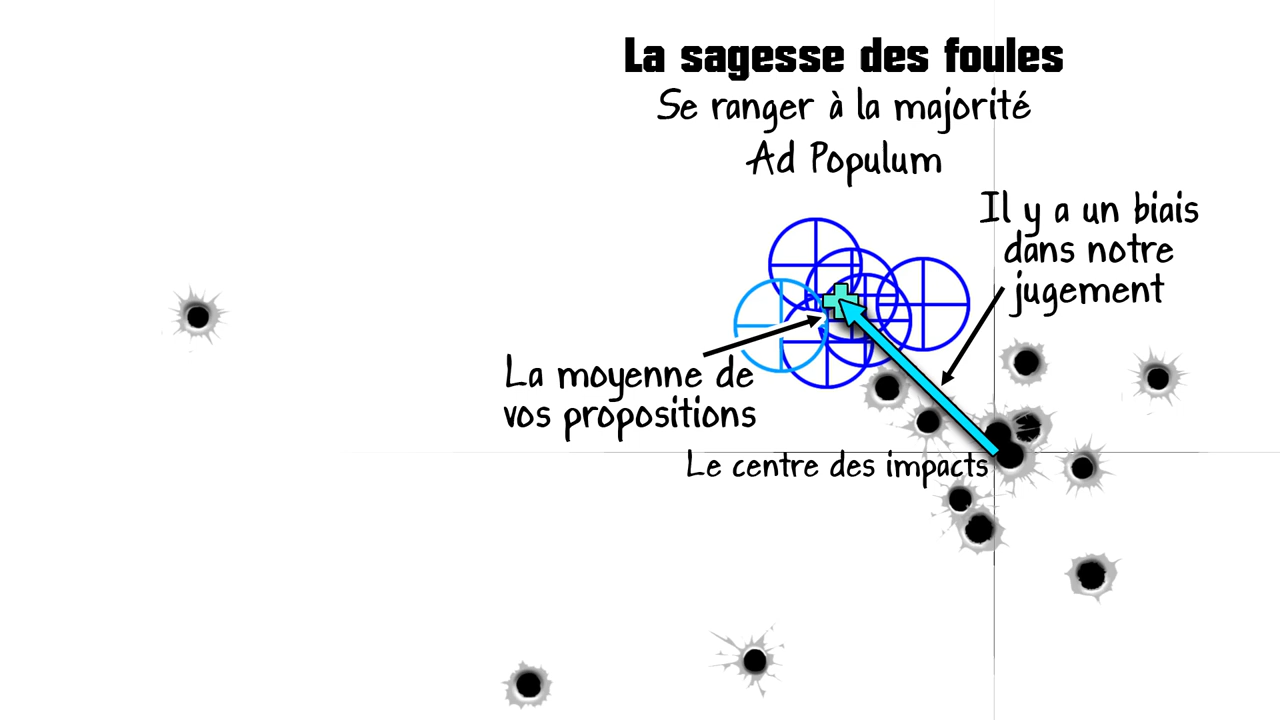 La sagesse des foules
Se ranger à la majorité
Ad Populum
Il y a un biais
dans notre
jugement
La moyenne de
vos propositions
Le centre des impacts